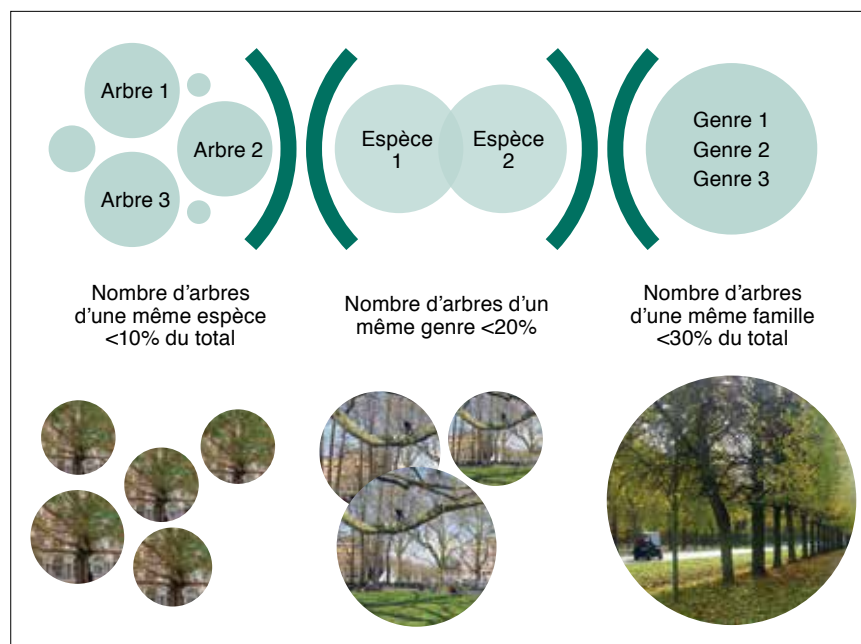 Arbre 1
Arbre 2
Arbre 3
Espèce
1
Espèce
2
Genre 1
Genre 2
Genre 3
Nombre d'arbres
d'une même espèce
<10% du total
Nombre d'arbres d'un
même genre <20%
Nombre d'arbres
d'une même famille
<30% du total